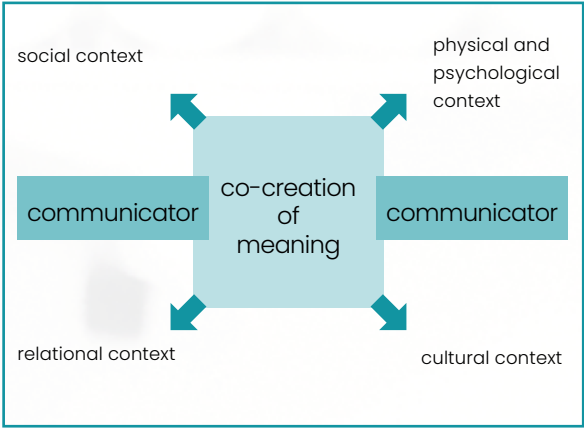 social context
physical and
psychological
context
communicator
co-creation
of
meaning
communicator
relational context
cultural context